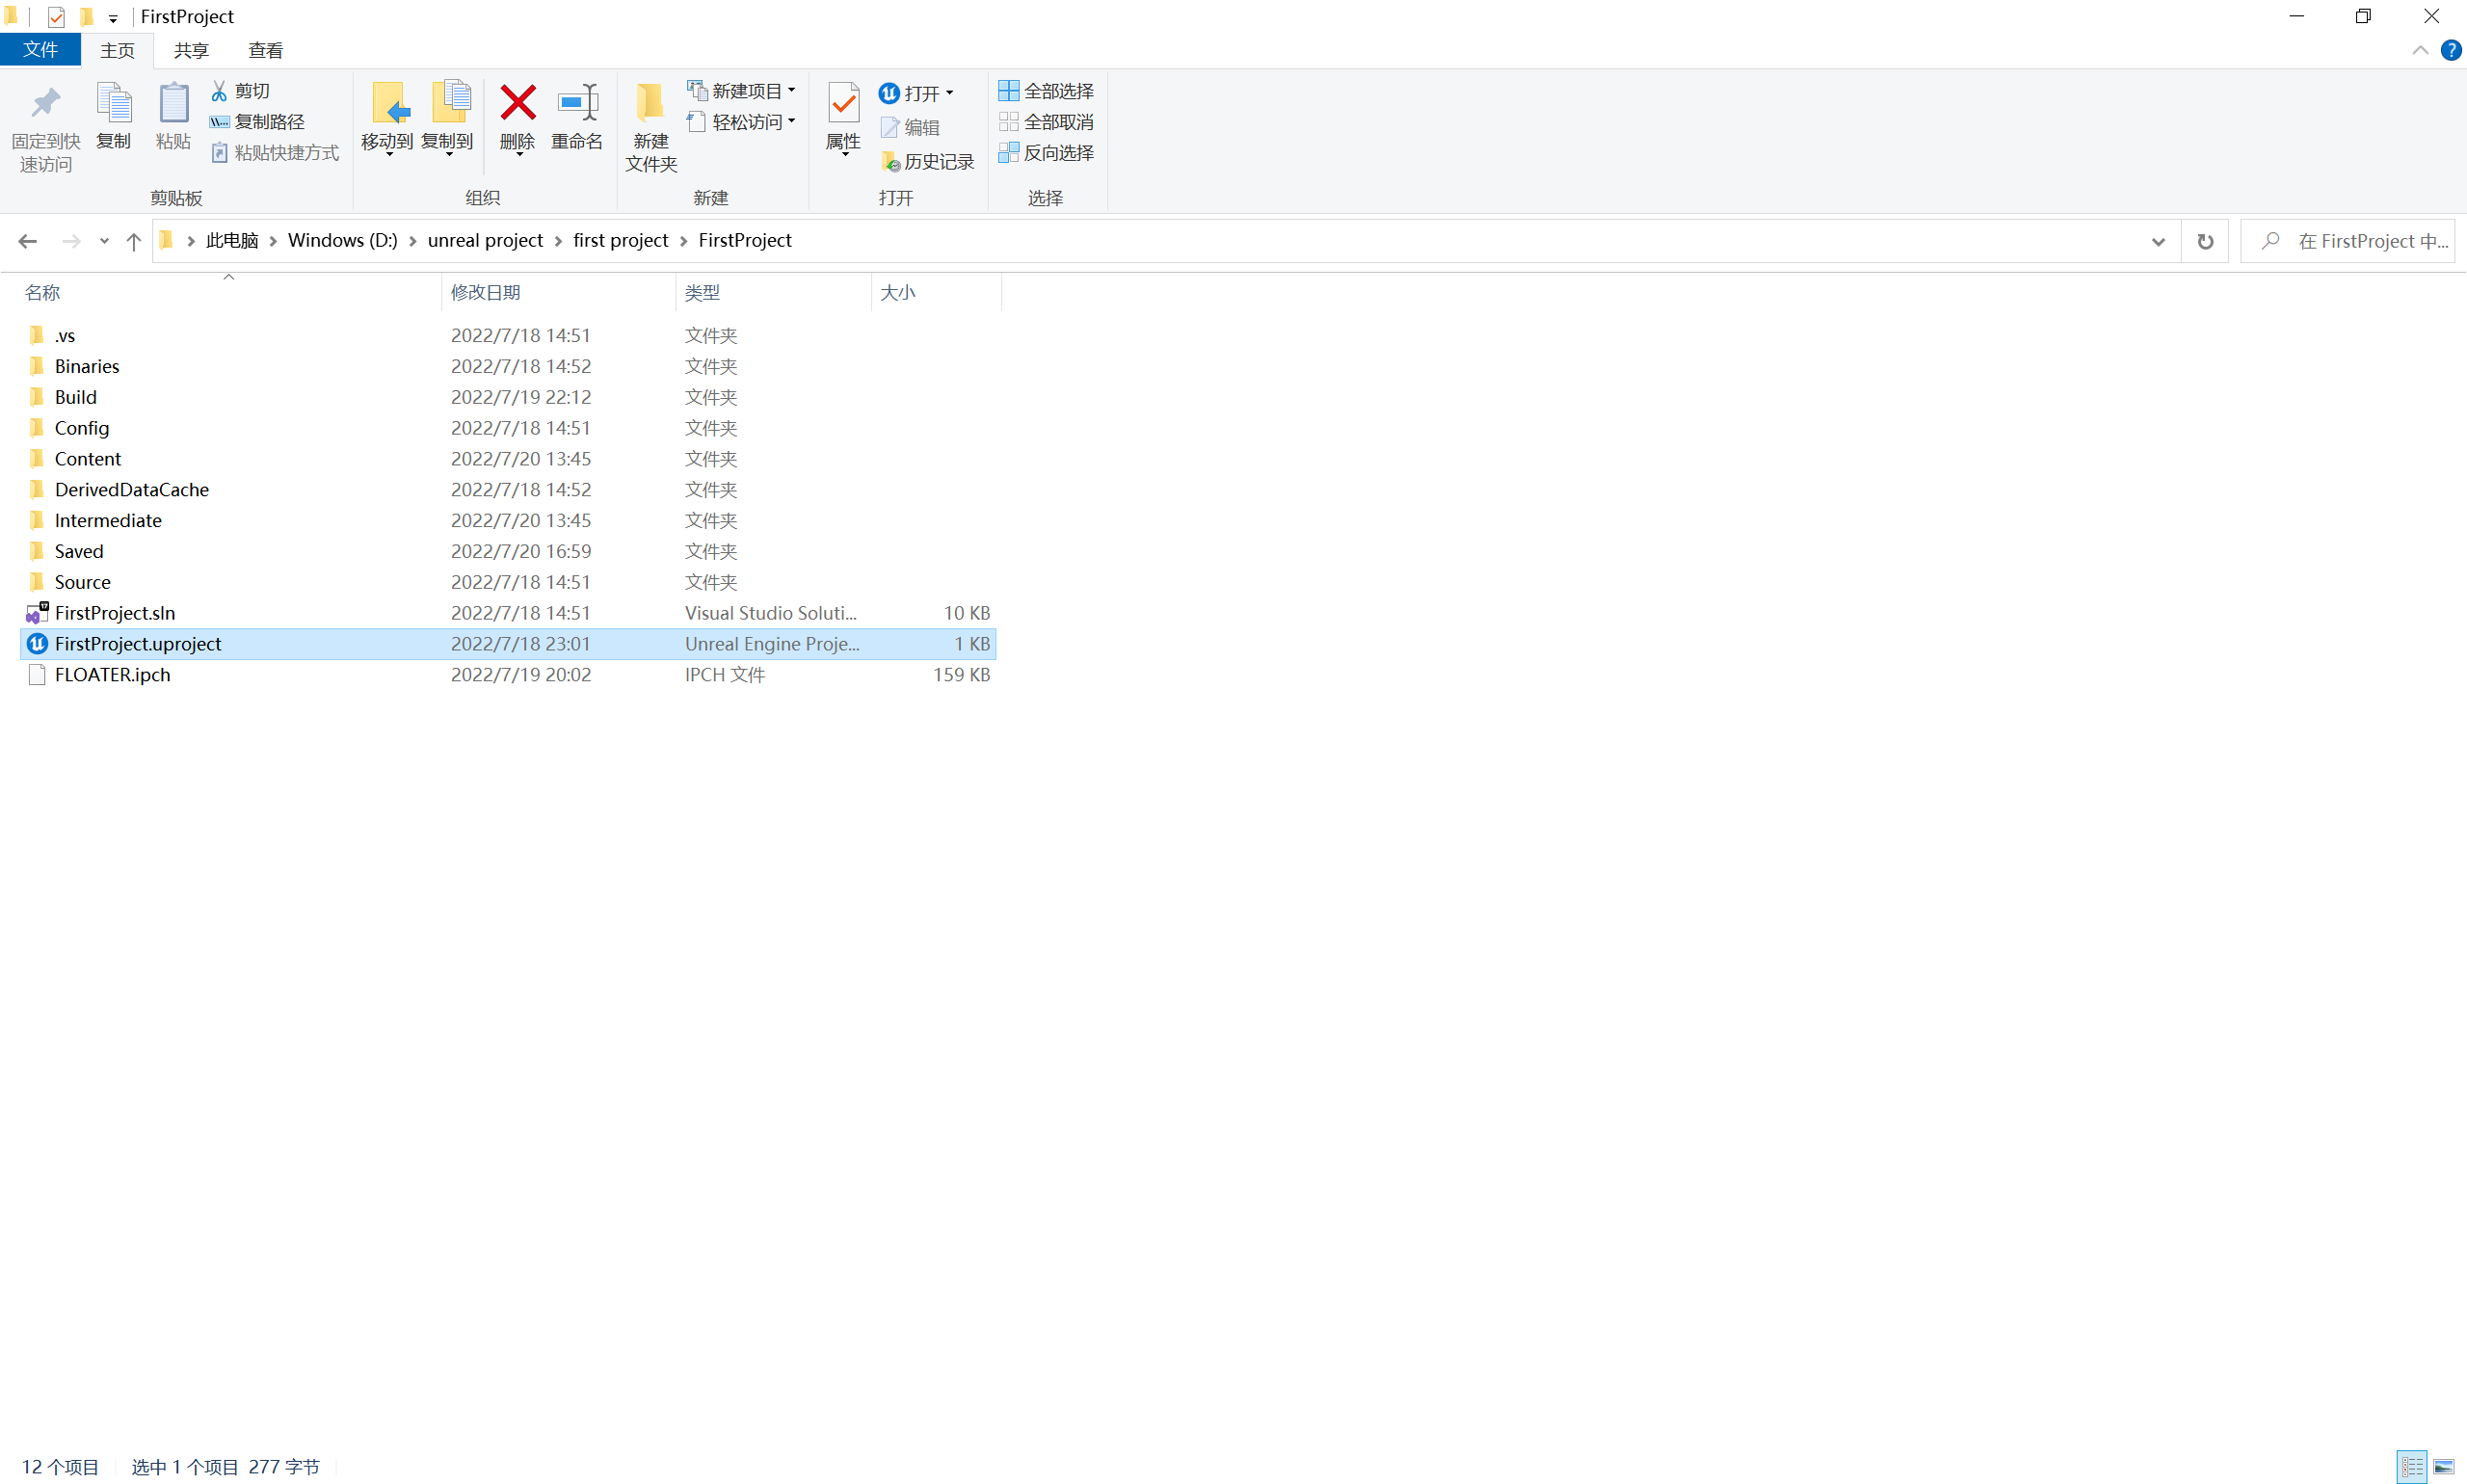 FirstProject
文件 主页 共享 查看
固定到快速访问 复制 粘贴 剪切 复制路径 粘贴快捷方式
剪贴板
移动到 复制到 删除 重命名
组织
新建文件夹 新建项目 轻松访问
新建
属性 打开 编辑 历史记录
打开
全部选择 全部取消 反向选择
选择
此电脑 Windows (D:) unreal project first project FirstProject
在 FirstProject 中...
名称 修改日期 类型 大小
.vs 2022/7/18 14:51 文件夹
Binaries 2022/7/18 14:52 文件夹
Build 2022/7/19 22:12 文件夹
Config 2022/7/18 14:51 文件夹
Content 2022/7/20 13:45 文件夹
DerivedDataCache 2022/7/18 14:52 文件夹
Intermediate 2022/7/20 13:45 文件夹
Saved 2022/7/20 16:59 文件夹
Source 2022/7/18 14:51 文件夹
FirstProject.sln 2022/7/18 14:51 Visual Studio Soluti... 10 KB
FirstProject.uproject 2022/7/18 23:01 Unreal Engine Proje... 1 KB
FLOATER.ipch 2022/7/19 20:02 IPCH 文件 159 KB
12 个项目 选中 1 个项目 277 字节